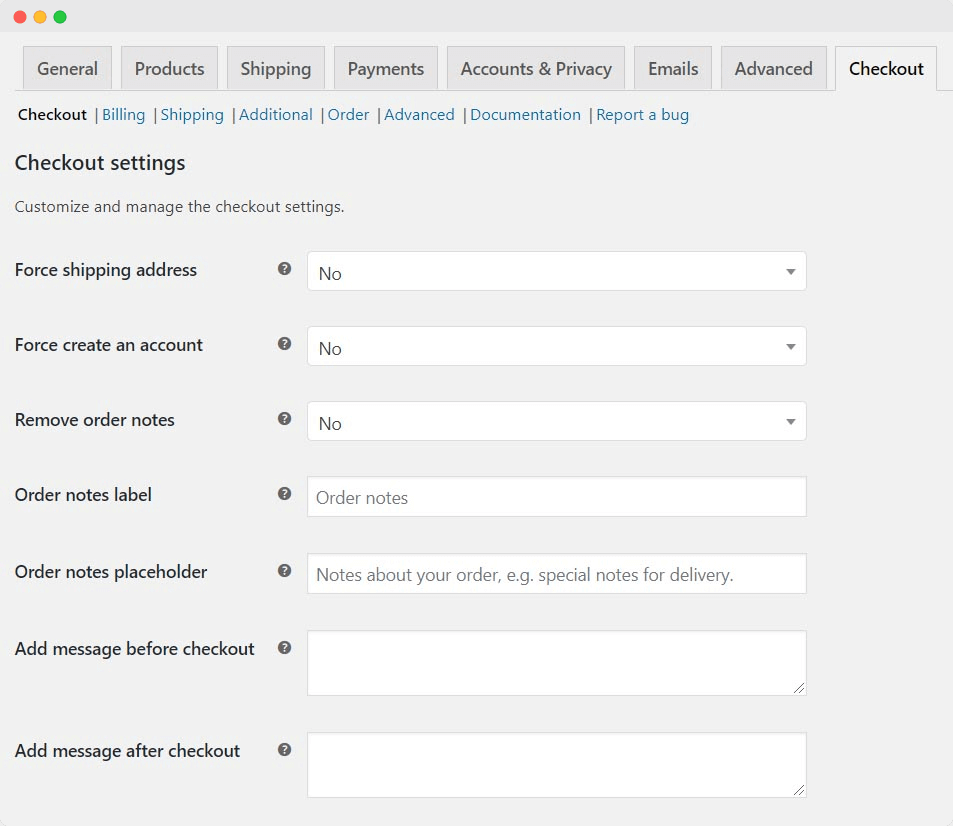 General Products Shipping Payments Accounts & Privacy Emails Advanced Checkout
Checkout | Billing | Shipping | Additional | Order | Advanced | Documentation | Report a bug
Checkout settings
Customize and manage the checkout settings.
Force shipping address ? No
Force create an account ? No
Remove order notes ? No
Order notes label ? Order notes
Order notes placeholder ? Notes about your order, e.g. special notes for delivery.
Add message before checkout ?
Add message after checkout ?